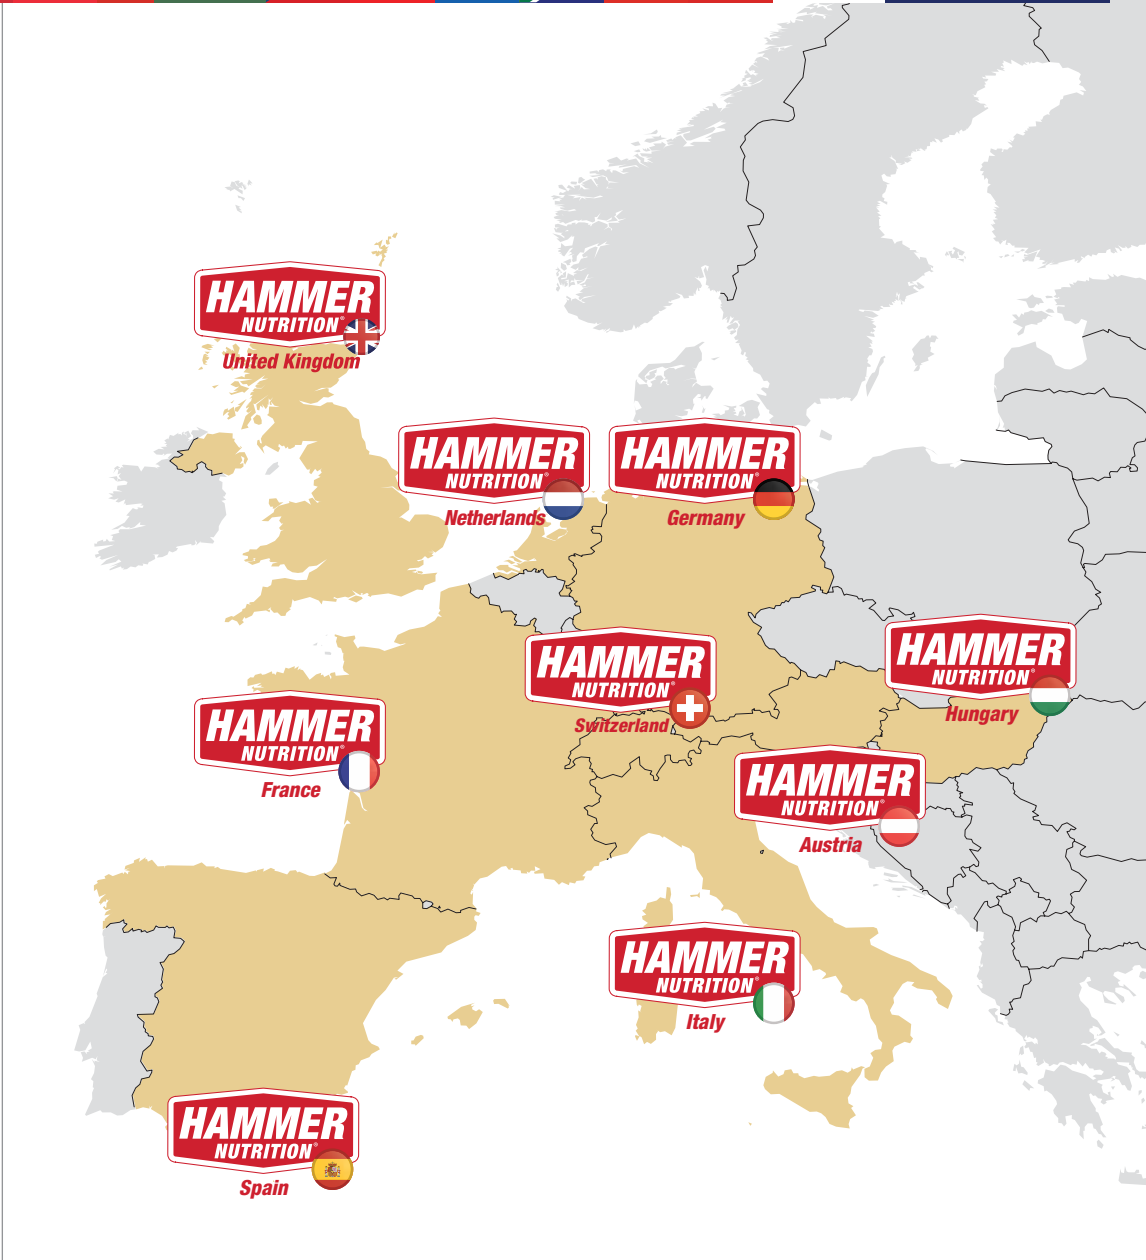 HAMMER
NUTRITION®
United Kingdom
HAMMER
NUTRITION®
Netherlands
HAMMER
NUTRITION®
Germany
HAMMER
NUTRITION®
Switzerland
HAMMER
NUTRITION®
Hungary
HAMMER
NUTRITION®
France
HAMMER
NUTRITION®
Austria
HAMMER
NUTRITION®
Italy
HAMMER
NUTRITION®
Spain